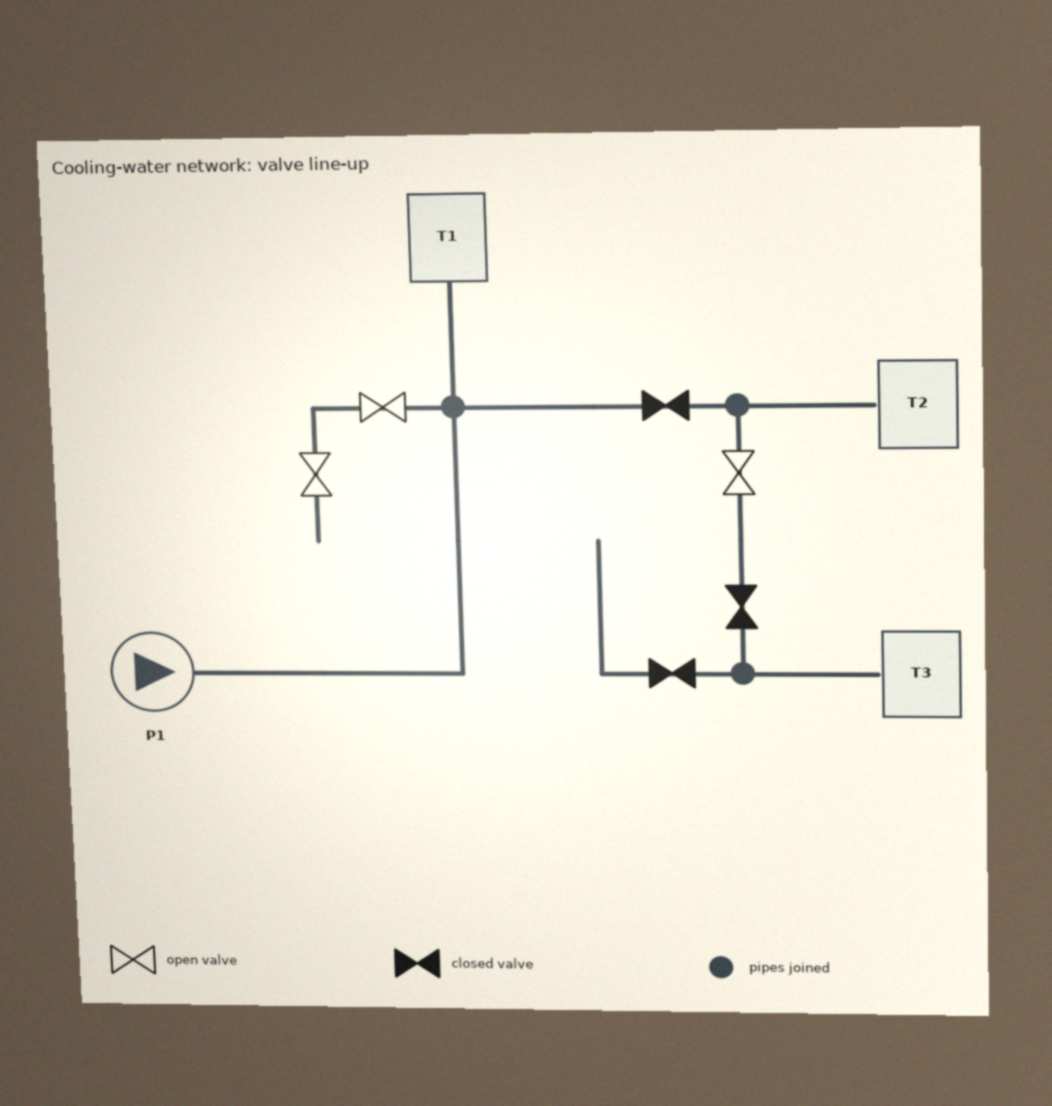 Cooling-water network: valve line-up
T1
T2
T3
P1
open valve
closed valve
pipes joined